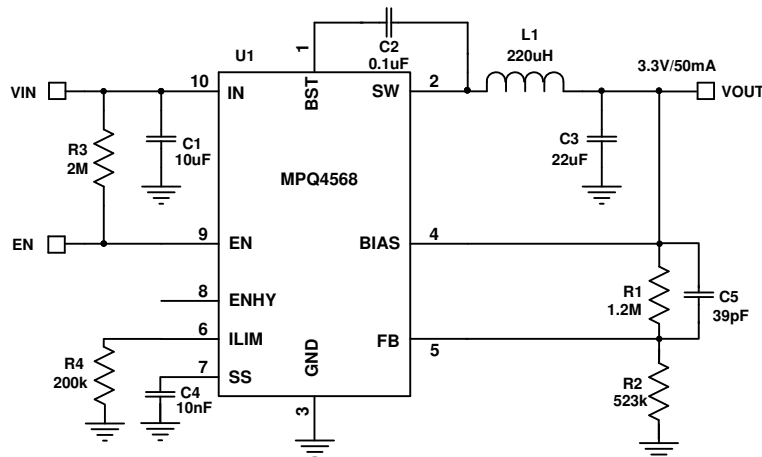 U1
1
C2
0.1uF
L1
220uH
3.3V/50mA
VIN
10
IN
BST
SW
2
VOUT
R3
2M
C1
10uF
MPQ4568
C3
22uF
EN
9
EN
BIAS
4
8
ENHY
R1
1.2M
C5
39pF
6
ILIM
FB
5
R4
200k
7
SS
GND
C4
10nF
3
R2
523k